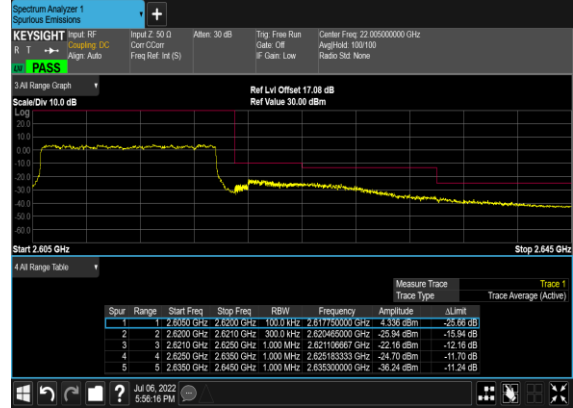 Spectrum Analyzer 1
Spurious Emissions
KEYSIGHT Input: RF Input Z: 50 Ω Atten: 30 dB Trig: Free Run Center Freq: 22.005000000 GHz
R T Coupling: DC Corr CCorr Gate: Off Avg|Hold: 100/100
Align: Auto Freq Ref: Int (S) IF Gain: Low Radio Std: None
PASS
3 All Range Graph
Ref Lvl Offset 17.08 dB
Scale/Div 10.0 dB Ref Value 30.00 dBm
Log
20.0
10.0
0.00
-10.0
-20.0
-30.0
-40.0
-50.0
-60.0
Start 2.605 GHz Stop 2.645 GHz
4 All Range Table
Measure Trace Trace 1
Trace Type Trace Average (Active)
Spur Range Start Freq Stop Freq RBW Frequency Amplitude ΔLimit
1 1 2.6050 GHz 2.6200 GHz 100.0 kHz 2.617750000 GHz 4.336 dBm -25.66 dB
2 2 2.6200 GHz 2.6210 GHz 300.0 kHz 2.620465000 GHz -25.94 dBm -15.94 dB
3 3 2.6210 GHz 2.6250 GHz 1.000 MHz 2.621106667 GHz -22.16 dBm -12.16 dB
4 4 2.6250 GHz 2.6350 GHz 1.000 MHz 2.625183333 GHz -24.70 dBm -11.70 dB
5 5 2.6350 GHz 2.6450 GHz 1.000 MHz 2.635300000 GHz -36.24 dBm -11.24 dB
? Jul 06, 2022
5:56:16 PM